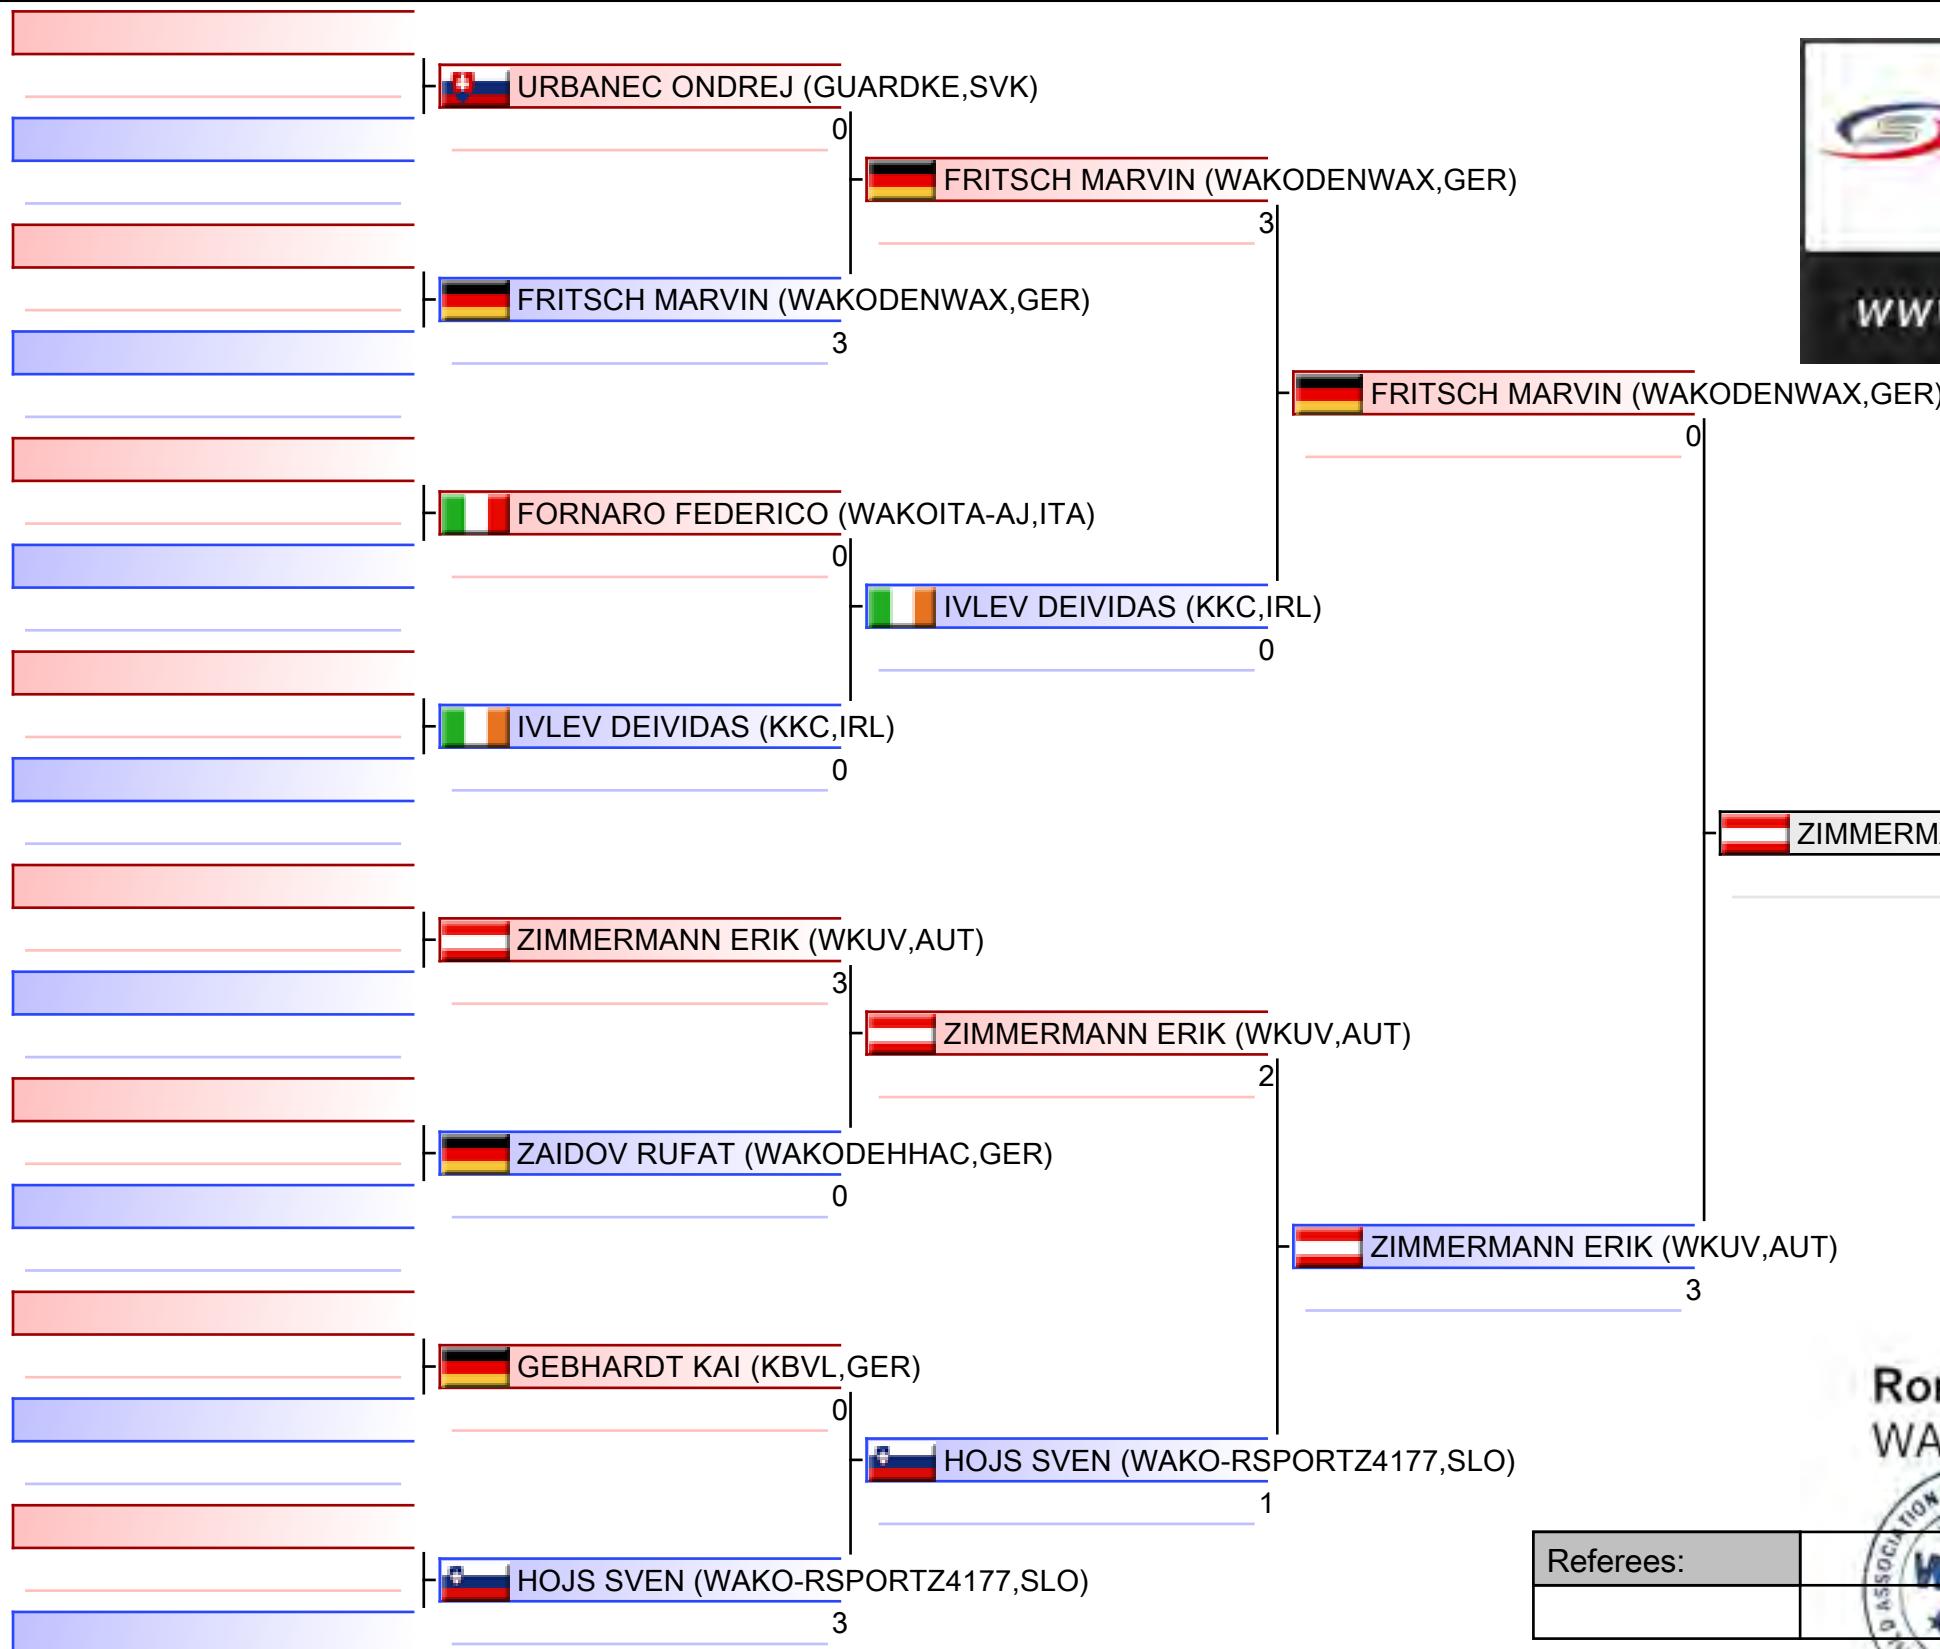 URBANEC ONDREJ (GUARDKE,SVK)
0
FRITSCH MARVIN (WAKODENWAX,GER)
3
FRITSCH MARVIN (WAKODENWAX,GER)
3
FRITSCH MARVIN (WAKODENWAX,GER)
0
FORNARO FEDERICO (WAKOITA-AJ,ITA)
0
IVLEV DEIVIDAS (KKC,IRL)
0
IVLEV DEIVIDAS (KKC,IRL)
0
ZIMMERMA
ZIMMERMANN ERIK (WKUV,AUT)
3
ZIMMERMANN ERIK (WKUV,AUT)
2
ZAIDOV RUFAT (WAKODEHHAC,GER)
0
ZIMMERMANN ERIK (WKUV,AUT)
3
GEBHARDT KAI (KBVL,GER)
0
HOJS SVEN (WAKO-RSPORTZ4177,SLO)
1
HOJS SVEN (WAKO-RSPORTZ4177,SLO)
3
Referees:
WA
ASSOCIATION